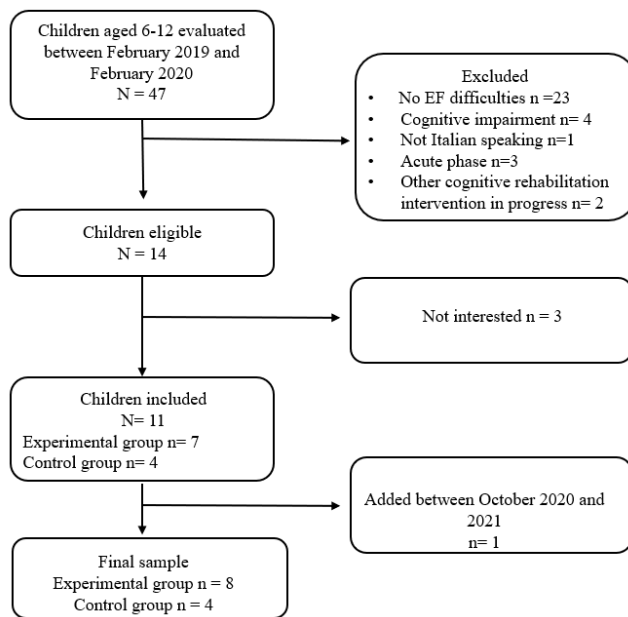 Children aged 6-12 evaluated
between February 2019 and
February 2020
N = 47
Excluded
• No EF difficulties n =23
• Cognitive impairment n= 4
• Not Italian speaking n=1
• Acute phase n=3
• Other cognitive rehabilitation
intervention in progress n= 2
Children eligible
N = 14
Not interested n = 3
Children included
N= 11
Experimental group n= 7
Control group n= 4
Added between October 2020 and
2021
n= 1
Final sample
Experimental group n = 8
Control group n = 4